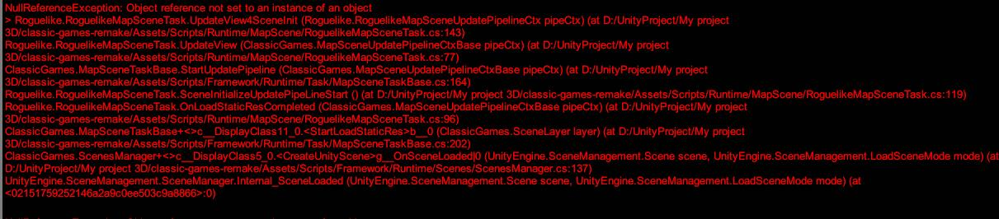 NullReferenceException: Object reference not set to an instance of an object
> Roguelike.RoguelikeMapSceneTask.UpdateView4SceneInit (Roguelike.RoguelikeMapSceneUpdatePipelineCtx pipeCtx) (at D:/UnityProject/My project
3D/classic-games-remake/Assets/Scripts/Runtime/MapScene/RoguelikeMapSceneTask.cs:143)
Roguelike.RoguelikeMapSceneTask.UpdateView (ClassicGames.MapSceneUpdatePipelineCtxBase pipeCtx) (at D:/UnityProject/My project
3D/classic-games-remake/Assets/Scripts/Runtime/MapScene/RoguelikeMapSceneTask.cs:77)
ClassicGames.MapSceneTaskBase.StartUpdatePipeline (ClassicGames.MapSceneUpdatePipelineCtxBase pipeCtx) (at D:/UnityProject/My project
3D/classic-games-remake/Assets/Scripts/Framework/Runtime/Task/MapSceneTaskBase.cs:164)
Roguelike.RoguelikeMapSceneTask.SceneInitializeUpdatePipeLineStart () (at D:/UnityProject/My project 3D/classic-games-remake/Assets/Scripts/Runtime/MapScene/RoguelikeMapSceneTask.cs:119)
Roguelike.RoguelikeMapSceneTask.OnLoadStaticResCompleted (ClassicGames.MapSceneUpdatePipelineCtxBase pipeCtx) (at D:/UnityProject/My project
3D/classic-games-remake/Assets/Scripts/Runtime/MapScene/RoguelikeMapSceneTask.cs:96)
ClassicGames.MapSceneTaskBase+<>c__DisplayClass11_0.<StartLoadStaticRes>b__0 (ClassicGames.SceneLayer layer) (at D:/UnityProject/My project
3D/classic-games-remake/Assets/Scripts/Framework/Runtime/Task/MapSceneTaskBase.cs:202)
ClassicGames.ScenesManager+<>c__DisplayClass5_0.<CreateUnityScene>g__OnSceneLoaded|0 (UnityEngine.SceneManagement.Scene scene, UnityEngine.SceneManagement.LoadSceneMode mode) (at
D:/UnityProject/My project 3D/classic-games-remake/Assets/Scripts/Framework/Runtime/Scenes/ScenesManager.cs:137)
UnityEngine.SceneManagement.SceneManager.Internal_SceneLoaded (UnityEngine.SceneManagement.Scene scene, UnityEngine.SceneManagement.LoadSceneMode mode) (at
<02151759252146a2a9c0ee503c9a8866>:0)